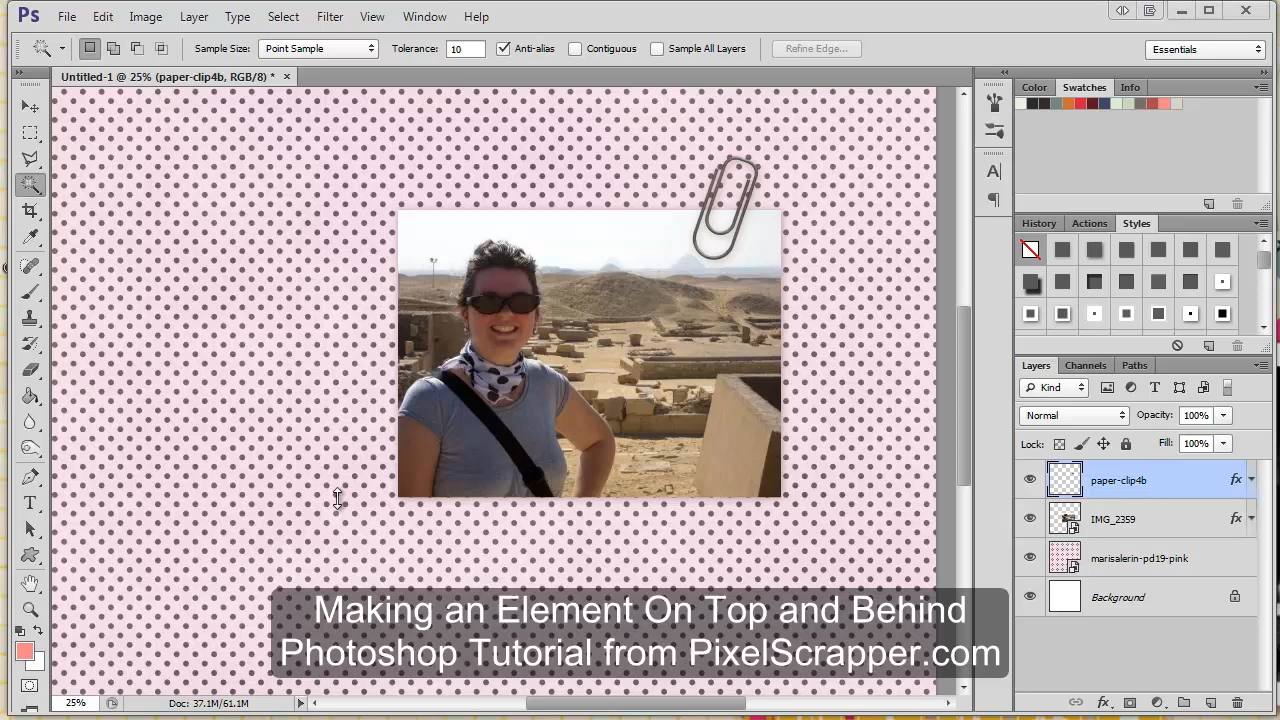 Ps File Edit Image Layer Type Select Filter View Window Help
Sample Size: Point Sample Tolerance: 10 Anti-alias Contiguous Sample All Layers Refine Edge... Essentials
Untitled-1 @ 25% (paper-clip4b, RGB/8) * ×
Color Swatches Info
History Actions Styles
Layers Channels Paths
Kind
Normal Opacity: 100%
Lock: Fill: 100%
paper-clip4b fx
IMG_2359 fx
marisalerin-pd19-pink
Background
Making an Element On Top and Behind
Photoshop Tutorial from PixelScrapper.com
25% Doc: 37.1M/61.1M
fx